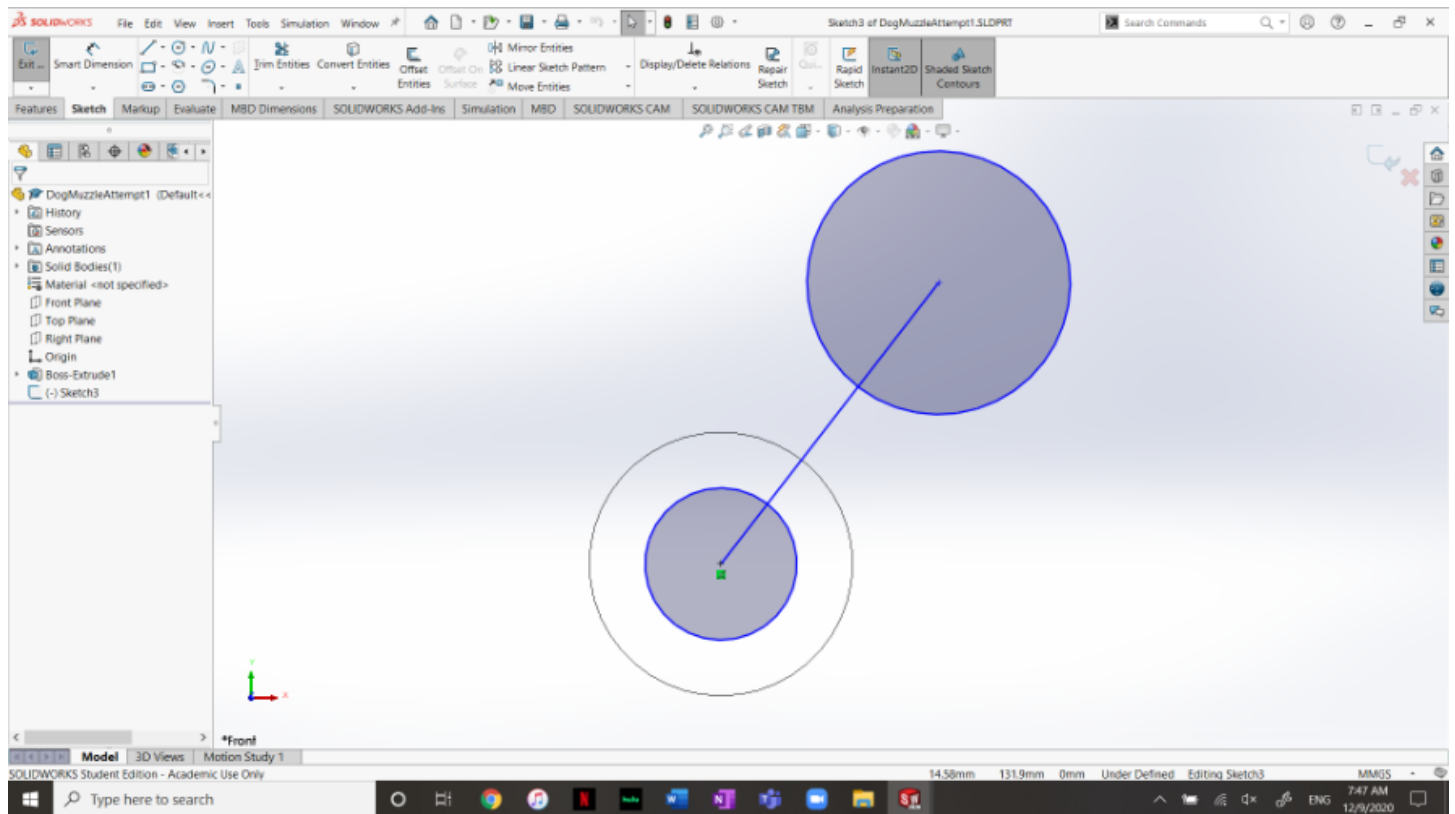 SOLIDWORKS File Edit View Insert Tools Simulation Window Sketch3 of DogMuzzleAttempt1.SLDPRT Search Commands
Exit ... Smart Dimension Trim Entities Convert Entities Offset Entities Offset On Surface Mirror Entities Linear Sketch Pattern Move Entities Display/Delete Relations Repair Sketch Qui... Rapid Sketch Instant2D Shaded Sketch Contours
Features Sketch Markup Evaluate MBD Dimensions SOLIDWORKS Add-Ins Simulation MBD SOLIDWORKS CAM SOLIDWORKS CAM TBM Analysis Preparation
DogMuzzleAttempt1 (Default<<
History
Sensors
Annotations
Solid Bodies(1)
Material <not specified>
Front Plane
Top Plane
Right Plane
Origin
Boss-Extrude1
(-) Sketch3
Y
X
*Front
Model 3D Views Motion Study 1
SOLIDWORKS Student Edition - Academic Use Only 14.58mm 131.9mm 0mm Under Defined Editing Sketch3 MMGS
Type here to search hulu ENG 7:47 AM
12/9/2020